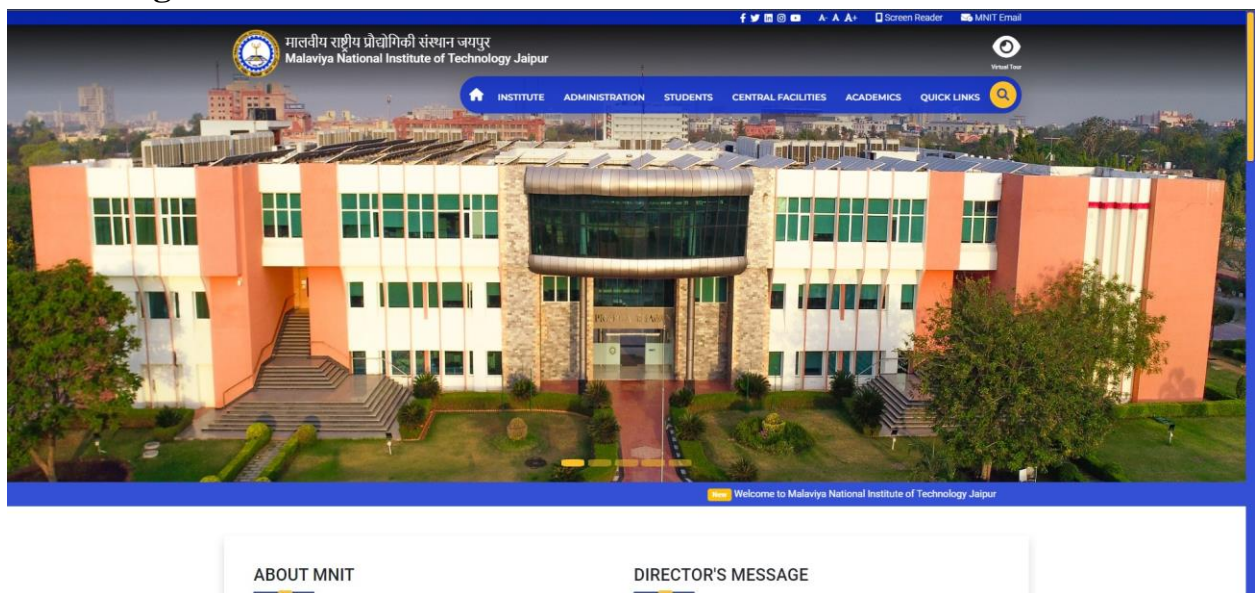 A- A A+ Screen Reader MNIT Email
मालवीय राष्ट्रीय प्रौद्योगिकी संस्थान जयपुर
Malaviya National Institute of Technology Jaipur
Virtual Tour
INSTITUTE ADMINISTRATION STUDENTS CENTRAL FACILITIES ACADEMICS QUICK LINKS
New Welcome to Malaviya National Institute of Technology Jaipur
ABOUT MNIT DIRECTOR'S MESSAGE